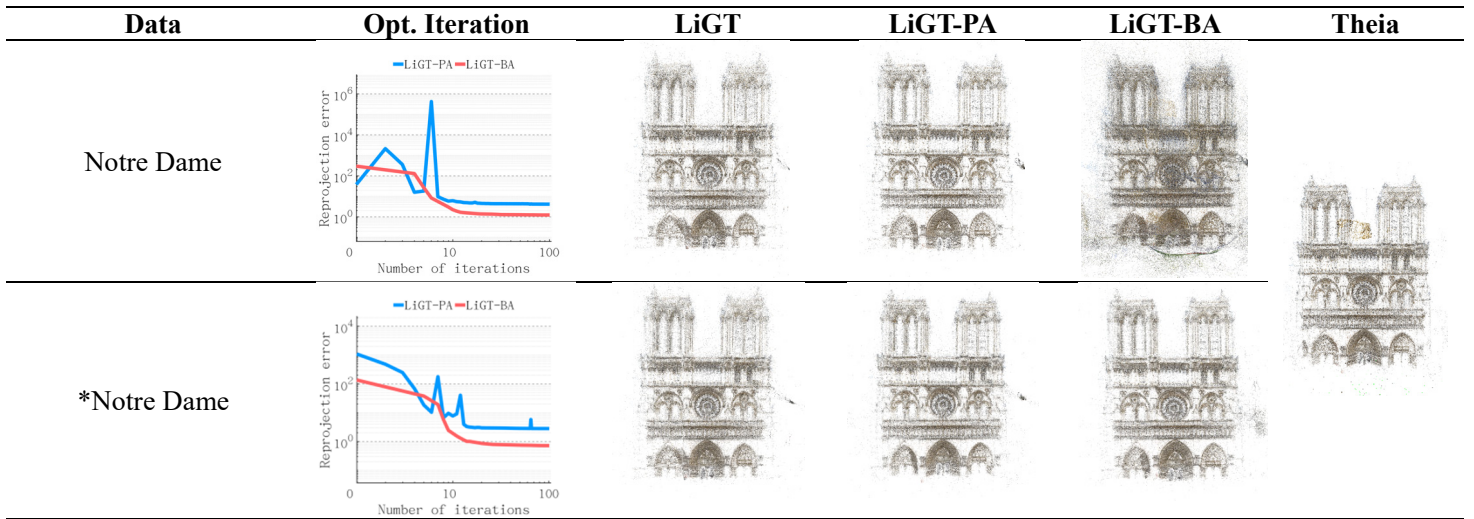 Data Opt. Iteration LiGT LiGT-PA LiGT-BA Theia
Notre Dame
LiGT-PA LiGT-BA
Reprojection error
10^6
10^4
10^2
10^0
0 10 100
Number of iterations
*Notre Dame
LiGT-PA LiGT-BA
Reprojection error
10^4
10^2
10^0
0 10 100
Number of iterations